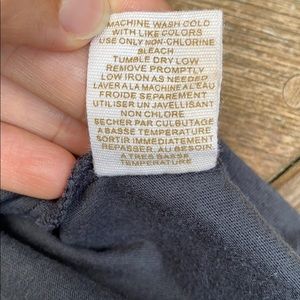 MACHINE WASH COLD
WITH LIKE COLORS
USE ONLY NON-CHLORINE
BLEACH
TUMBLE DRY LOW
REMOVE PROMPTLY
LOW IRON AS NEEDED
LAVER A LA MACHINE A L'EAU
FROIDE SEPAREMENT
UTILISER UN JAVELLISANT
NON CHLORE
SECHER PAR CULBUTAGE
A BASSE TEMPERATURE
SORTIR IMMEDIATEMENT
REPASSER, AU BESOIN,
A TRES BASSE
TEMPERATURE